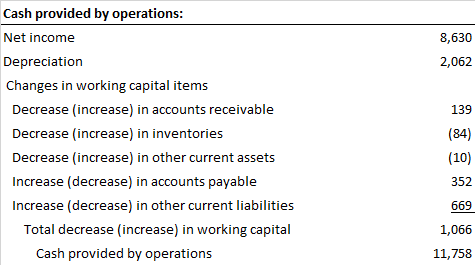 Cash provided by operations:
Net income 8,630
Depreciation 2,062
Changes in working capital items
Decrease (increase) in accounts receivable 139
Decrease (increase) in inventories (84)
Decrease (increase) in other current assets (10)
Increase (decrease) in accounts payable 352
Increase (decrease) in other current liabilities 669
Total decrease (increase) in working capital 1,066
Cash provided by operations 11,758